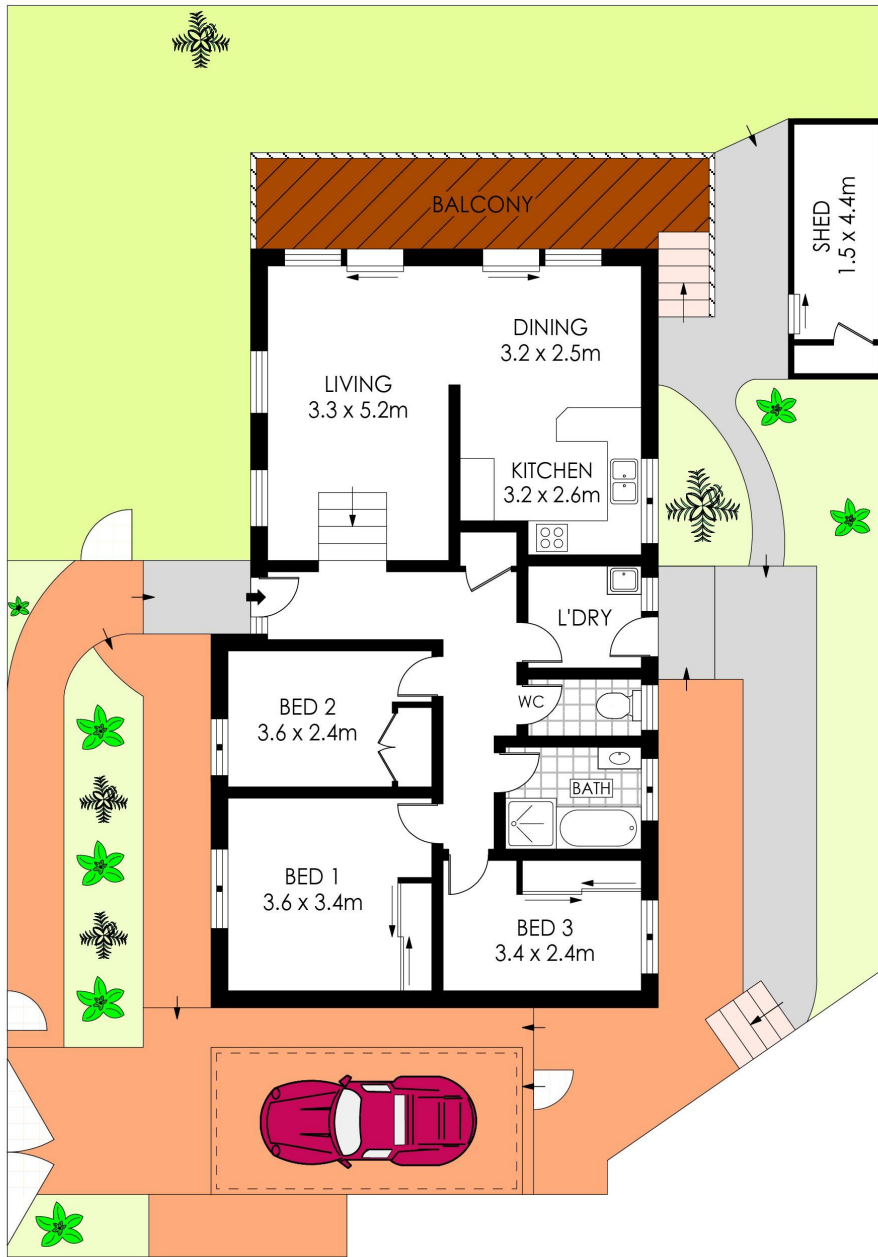 BALCONY
SHED
1.5 x 4.4m
DINING
3.2 x 2.5m
LIVING
3.3 x 5.2m
KITCHEN
3.2 x 2.6m
L'DRY
WC
BED 2
3.6 x 2.4m
BATH
BED 1
3.6 x 3.4m
BED 3
3.4 x 2.4m